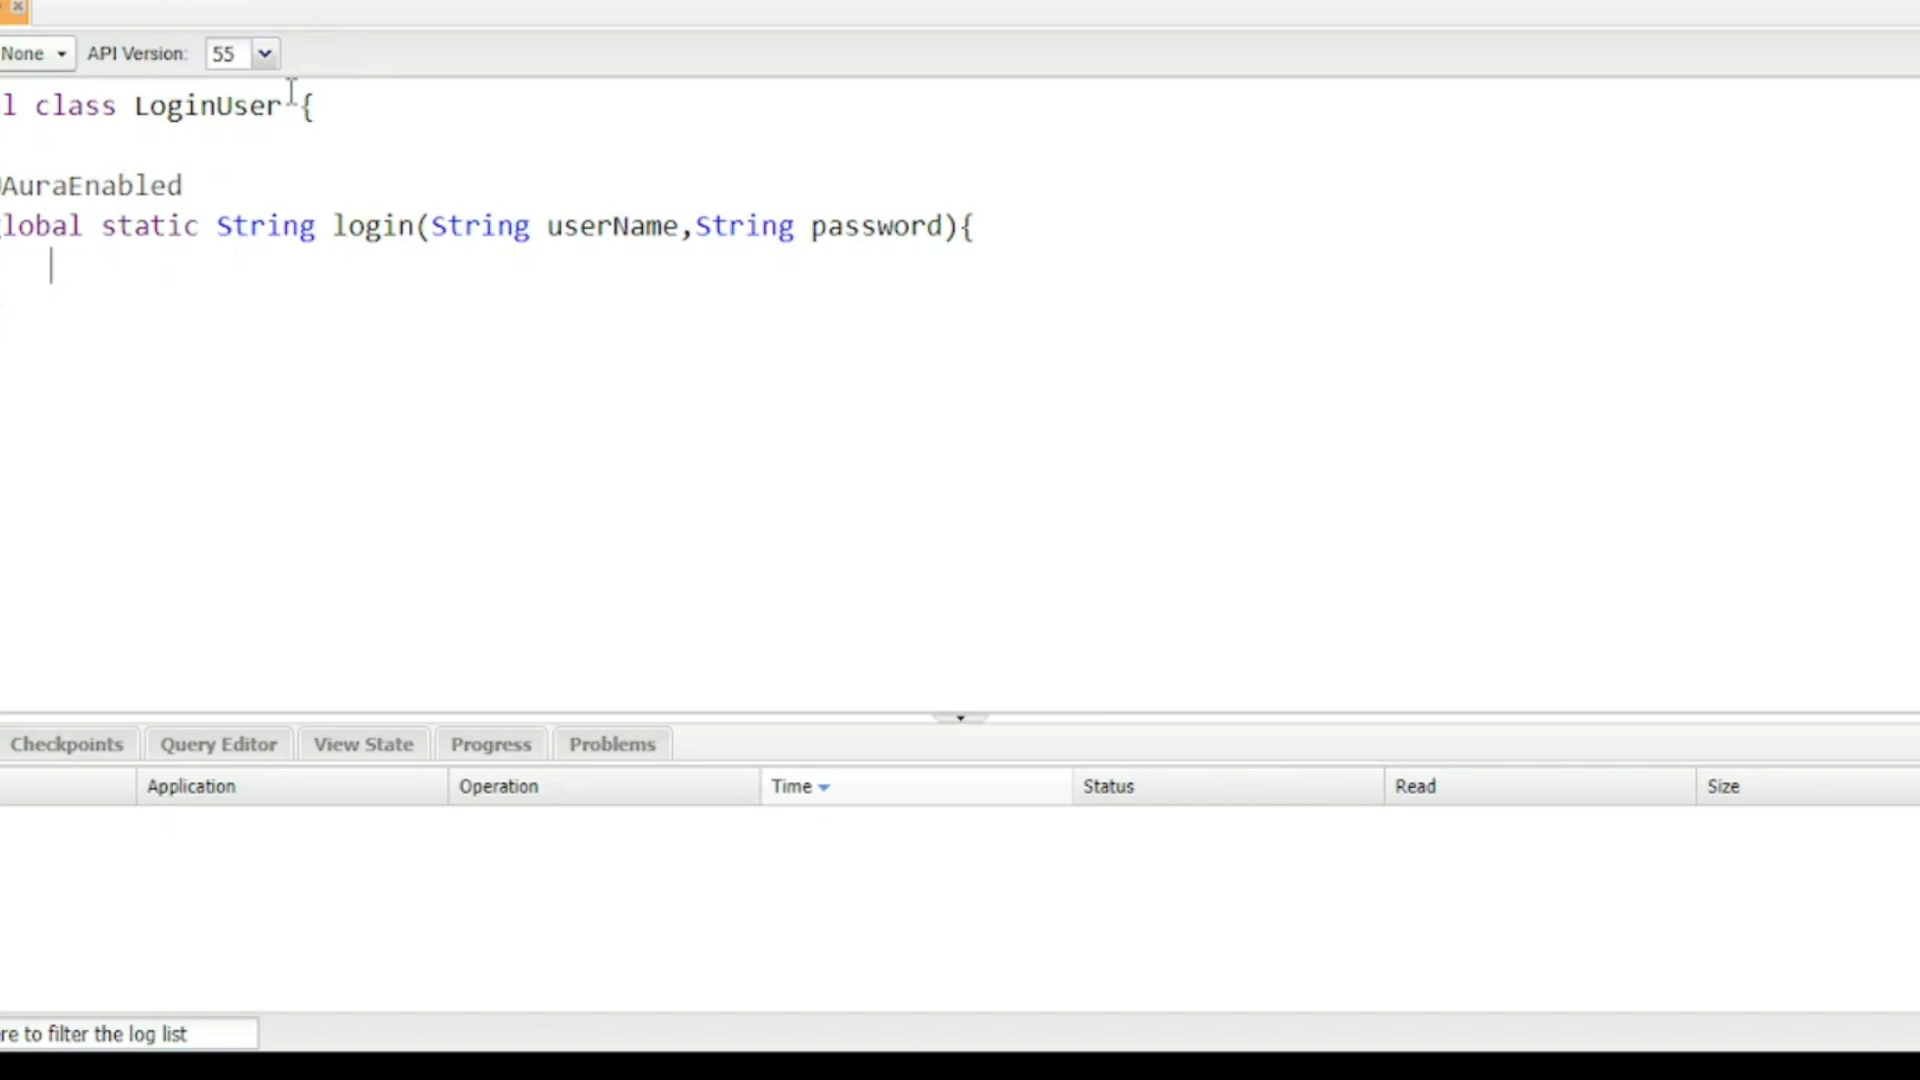 None API Version: 55
l class LoginUser {
AuraEnabled
global static String login(String userName,String password){
Checkpoints Query Editor View State Progress Problems
Application Operation Time Status Read Size
re to filter the log list